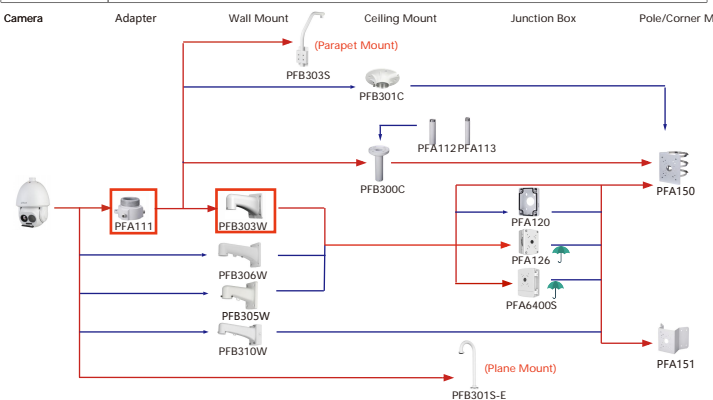 Camera Adapter Wall Mount Ceiling Mount Junction Box Pole/Corner M
(Parapet Mount)
PFB303S
PFB301C
PFA112 PFA113
PFB300C
PFA150
PFA111
PFB303W
PFA120
PFA126
PFB306W
PFA6400S
PFB305W
PFB310W
PFA151
(Plane Mount)
PFB301S-E